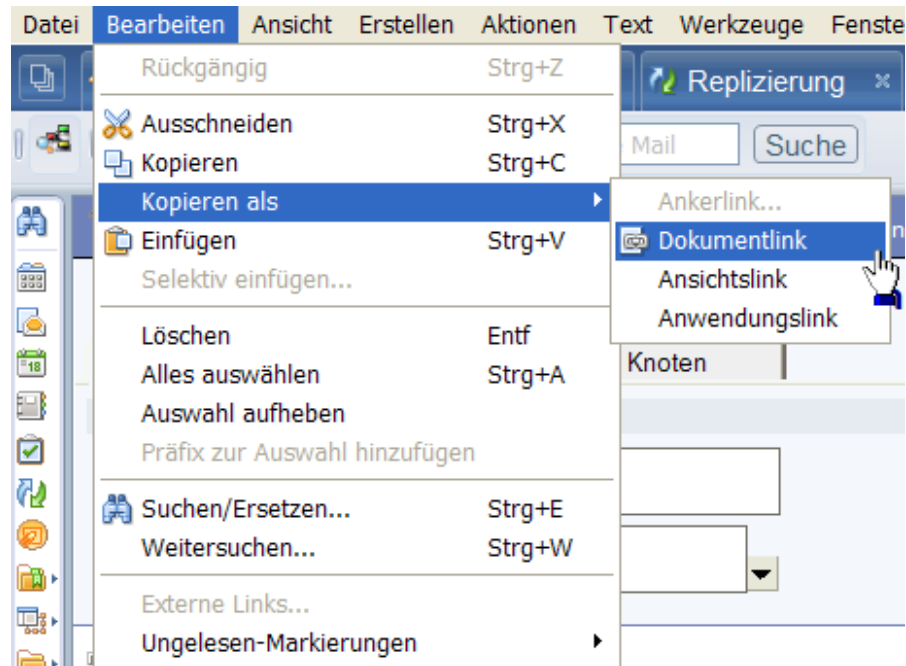 Datei Bearbeiten Ansicht Erstellen Aktionen Text Werkzeuge Fenste
Rückgängig Strg+Z
Replizierung
Ausschneiden Strg+X
Mail Suche
Kopieren Strg+C
Kopieren als
Ankerlink...
Einfügen Strg+V
Dokumentlink
Selektiv einfügen...
Ansichtslink
Anwendungslink
Löschen Entf
Knoten
18
Alles auswählen Strg+A
Auswahl aufheben
Präfix zur Auswahl hinzufügen
Suchen/Ersetzen... Strg+E
Weitersuchen... Strg+W
Externe Links...
Ungelesen-Markierungen